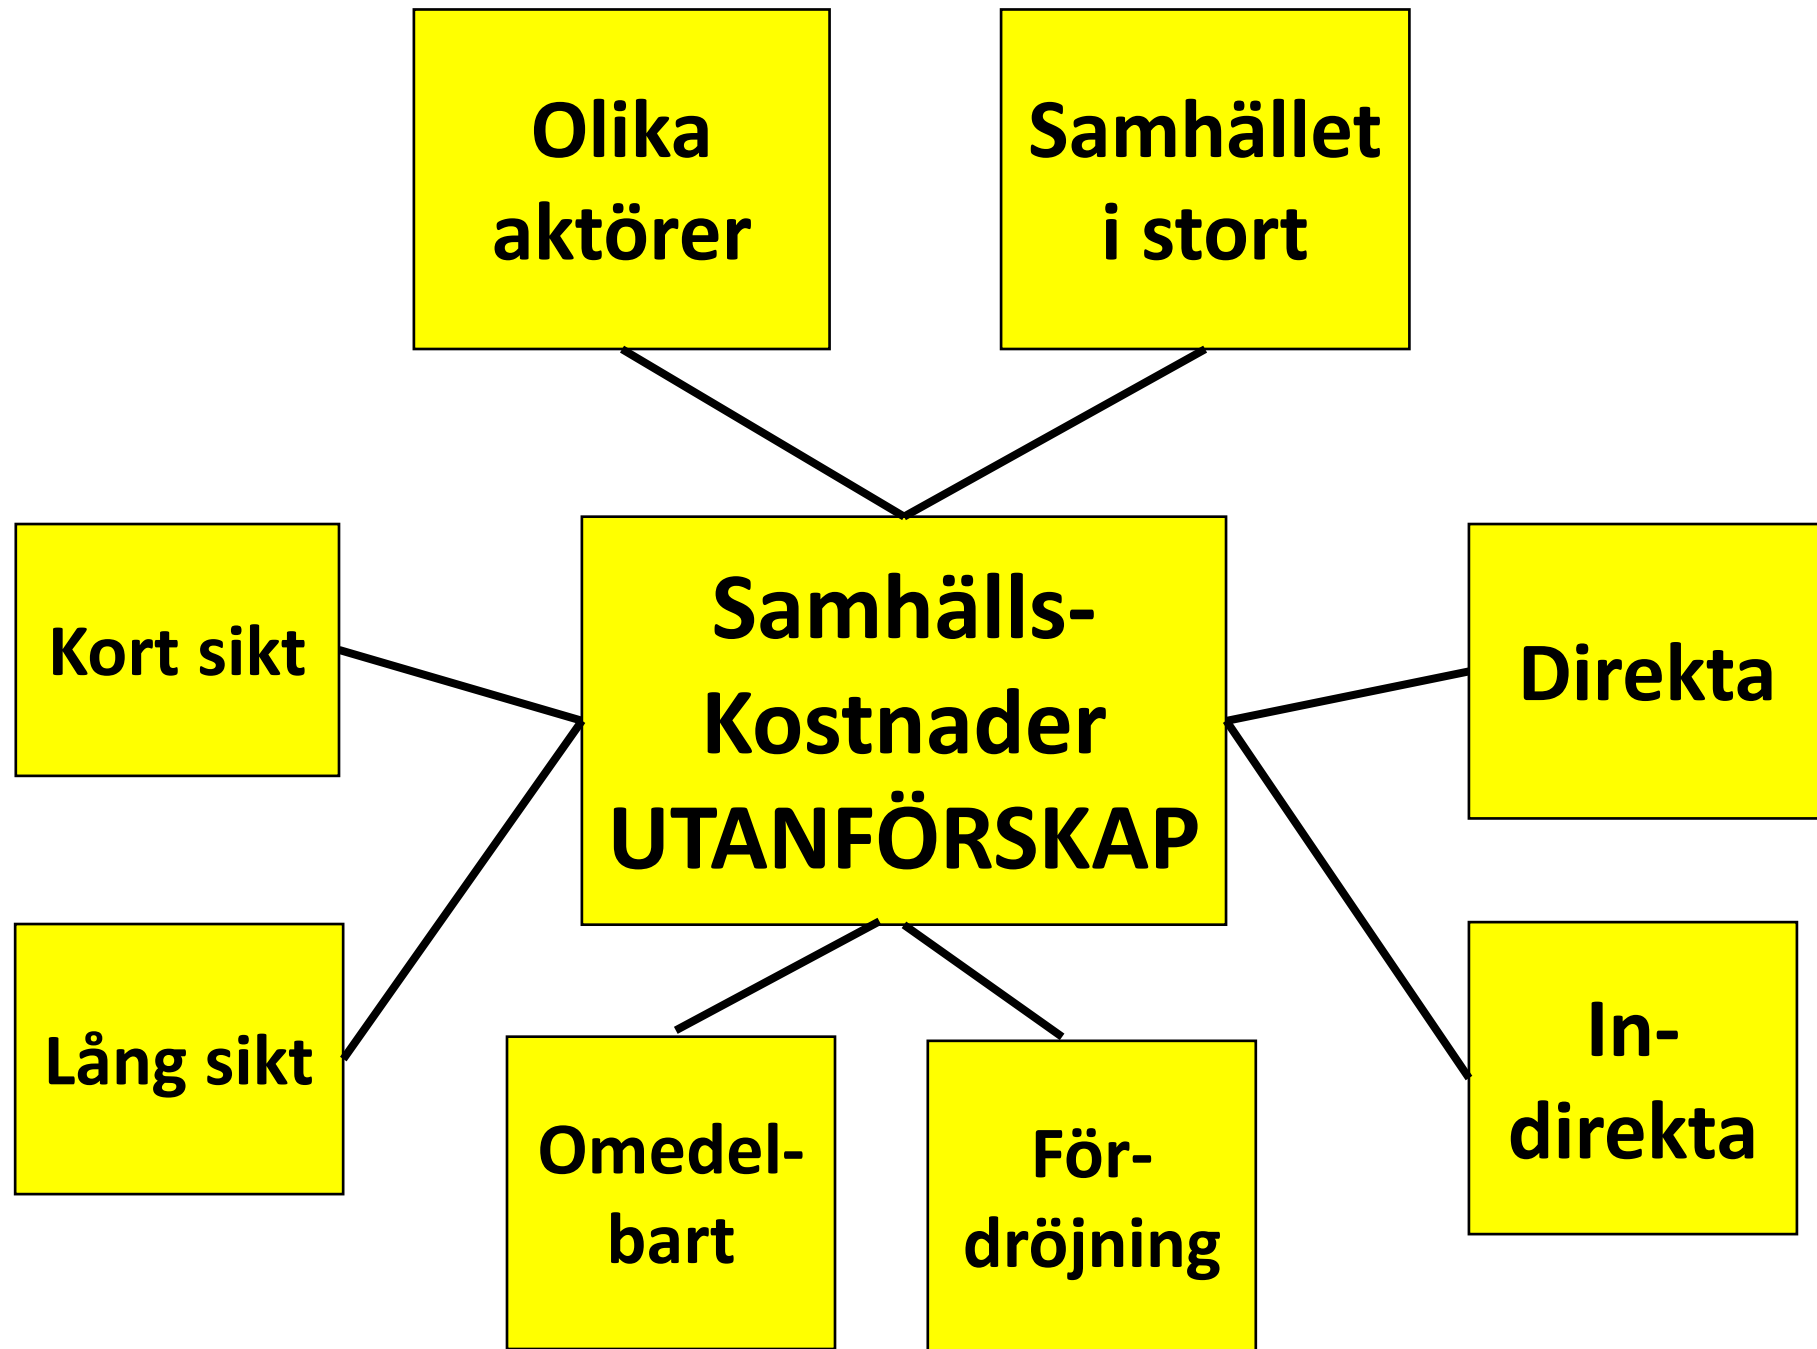 Olika
aktörer
Samhället
i stort
Kort sikt
Samhälls-
Kostnader
UTANFÖRSKAP
Direkta
Lång sikt
Omedel-
bart
För-
dröjning
In-
direkta